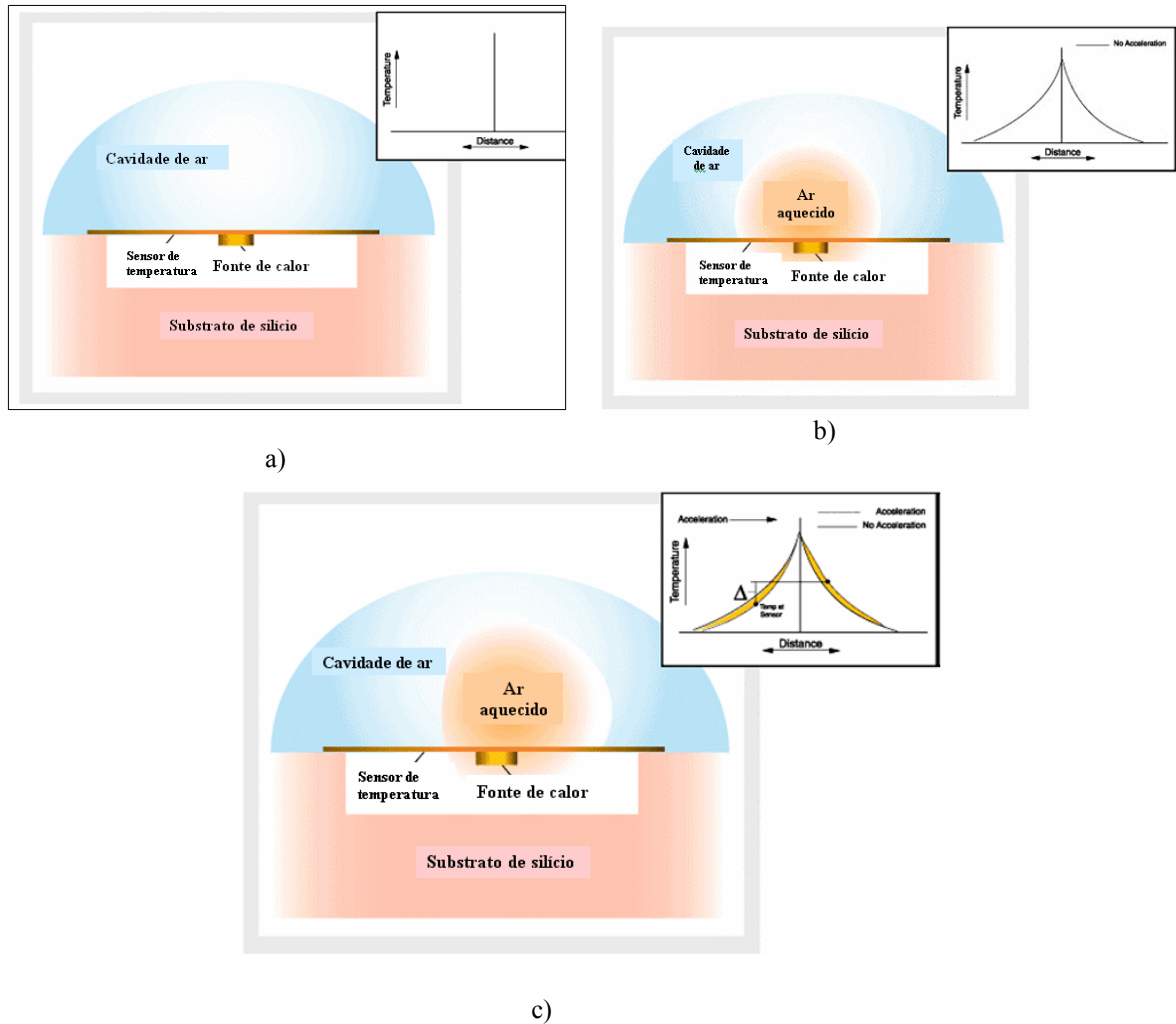 Temperature
Distance
Cavidade de ar
Sensor de
temperatura
Fonte de calor
Substrato de silício
a)
No Acceleration
Temperature
Distance
Cavidade
de ar
Ar
aquecido
Sensor de
temperatura
Fonte de calor
Substrato de silício
b)
Acceleration
No Acceleration
Acceleration
Temperature
Δ
Temp at
Sensor
Distance
Cavidade de ar
Ar
aquecido
Sensor de
temperatura
Fonte de calor
Substrato de silício
c)